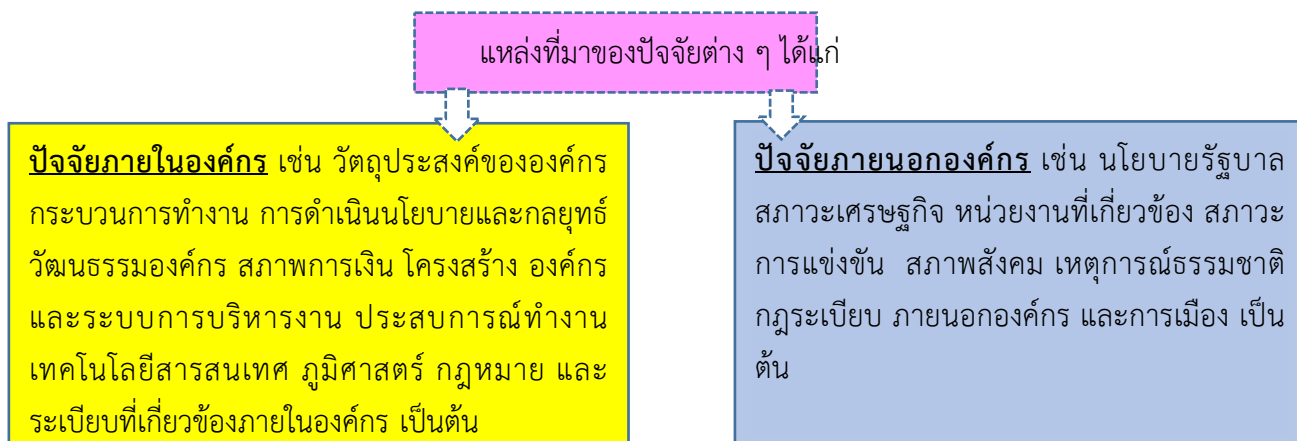 แหล่งที่มาของปัจจัยต่าง ๆ ได้แก่
ปัจจัยภายในองค์กร เช่น วัตถุประสงค์ขององค์กร
กระบวนการทำงาน การดำเนินนโยบายและกลยุทธ์
วัฒนธรรมองค์กร สภาพการเงิน โครงสร้าง องค์กร
และระบบการบริหารงาน ประสบการณ์ทำงาน
เทคโนโลยีสารสนเทศ ภูมิศาสตร์ กฎหมาย และ
ระเบียบที่เกี่ยวข้องภายในองค์กร เป็นต้น
ปัจจัยภายนอกองค์กร เช่น นโยบายรัฐบาล
สภาวะเศรษฐกิจ หน่วยงานที่เกี่ยวข้อง สภาวะ
การแข่งขัน สภาพสังคม เหตุการณ์ธรรมชาติ
กฎระเบียบ ภายนอกองค์กร และการเมือง เป็น
ต้น